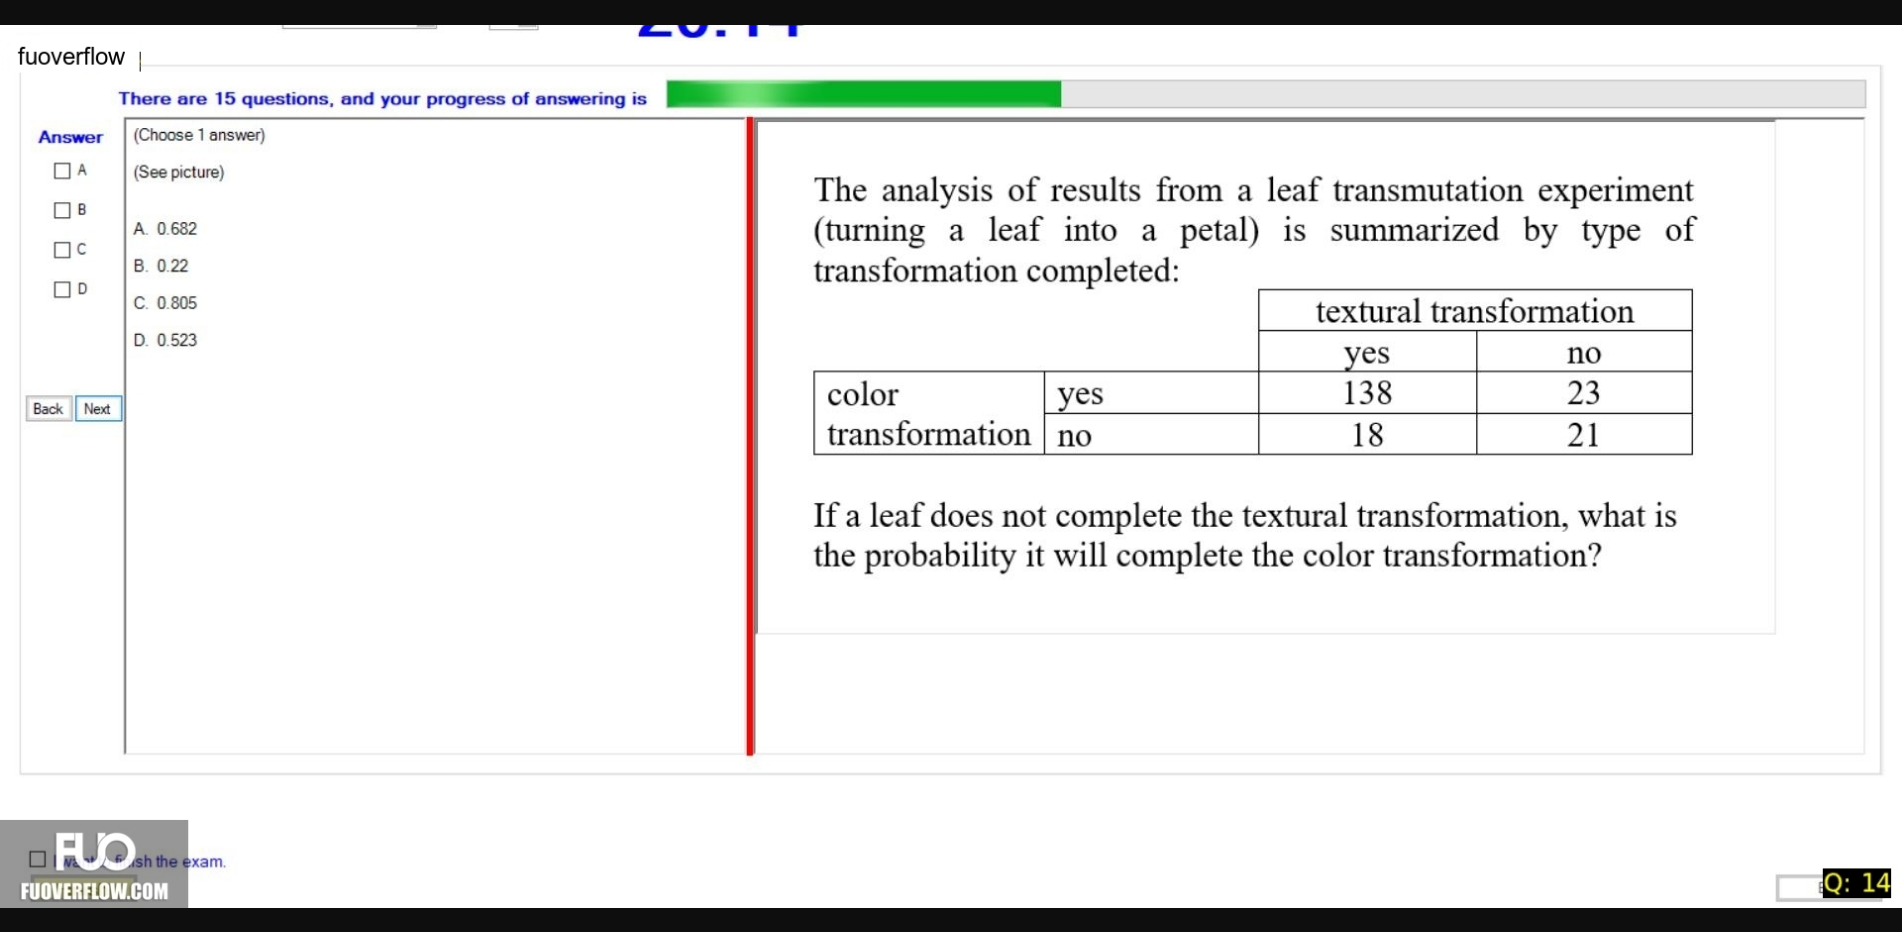 fuoverflow
There are 15 questions, and your progress of answering is
Answer
A
B
C
D
Back Next
(Choose 1 answer)
(See picture)
A. 0.682
B. 0.22
C. 0.805
D. 0.523
The analysis of results from a leaf transmutation experiment
(turning a leaf into a petal) is summarized by type of
transformation completed:
textural transformation
yes no
color yes 138 23
transformation no 18 21
If a leaf does not complete the textural transformation, what is
the probability it will complete the color transformation?
FUO
the exam.
FUOVERFLOW.COM
Q: 14